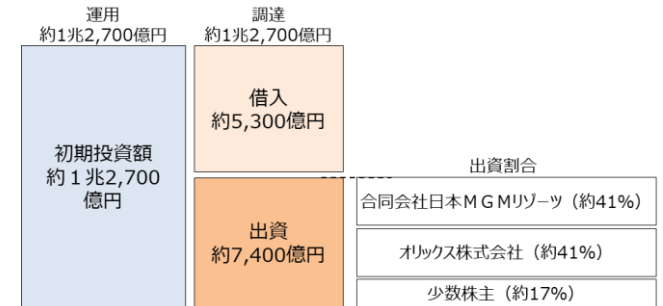 運用
約1兆2,700億円
調達
約1兆2,700億円
初期投資額
約１兆2,700
億円
借入
約5,300億円
出資
約7,400億円
出資割合
合同会社日本ＭＧＭリゾーツ（約41%）
オリックス株式会社（約41%）
少数株主（約17%）